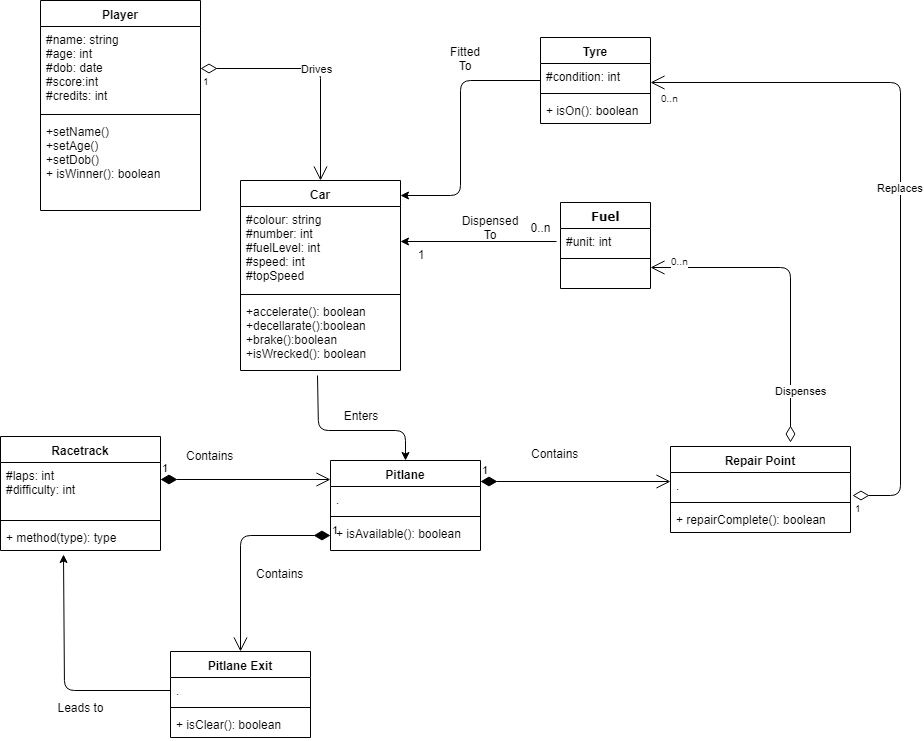 Player
#name: string
#age: int
#dob: date
#score:int
#credits: int
+setName()
+setAge()
+setDob()
+ isWinner(): boolean
1
Drives
Fitted
To
Tyre
#condition: int
+ isOn(): boolean
0..n
Replaces
Car
#colour: string
#number: int
#fuelLevel: int
#speed: int
#topSpeed
+accelerate(): boolean
+decellarate():boolean
+brake():boolean
+isWrecked(): boolean
Dispensed
To
0..n
1
Fuel
#unit: int
0..n
Dispenses
Enters
Racetrack
#laps: int
#difficulty: int
+ method(type): type
1
Contains
Pitlane
.
+ isAvailable(): boolean
1
Contains
Repair Point
.
+ repairComplete(): boolean
1
1
Contains
Pitlane Exit
.
+ isClear(): boolean
Leads to